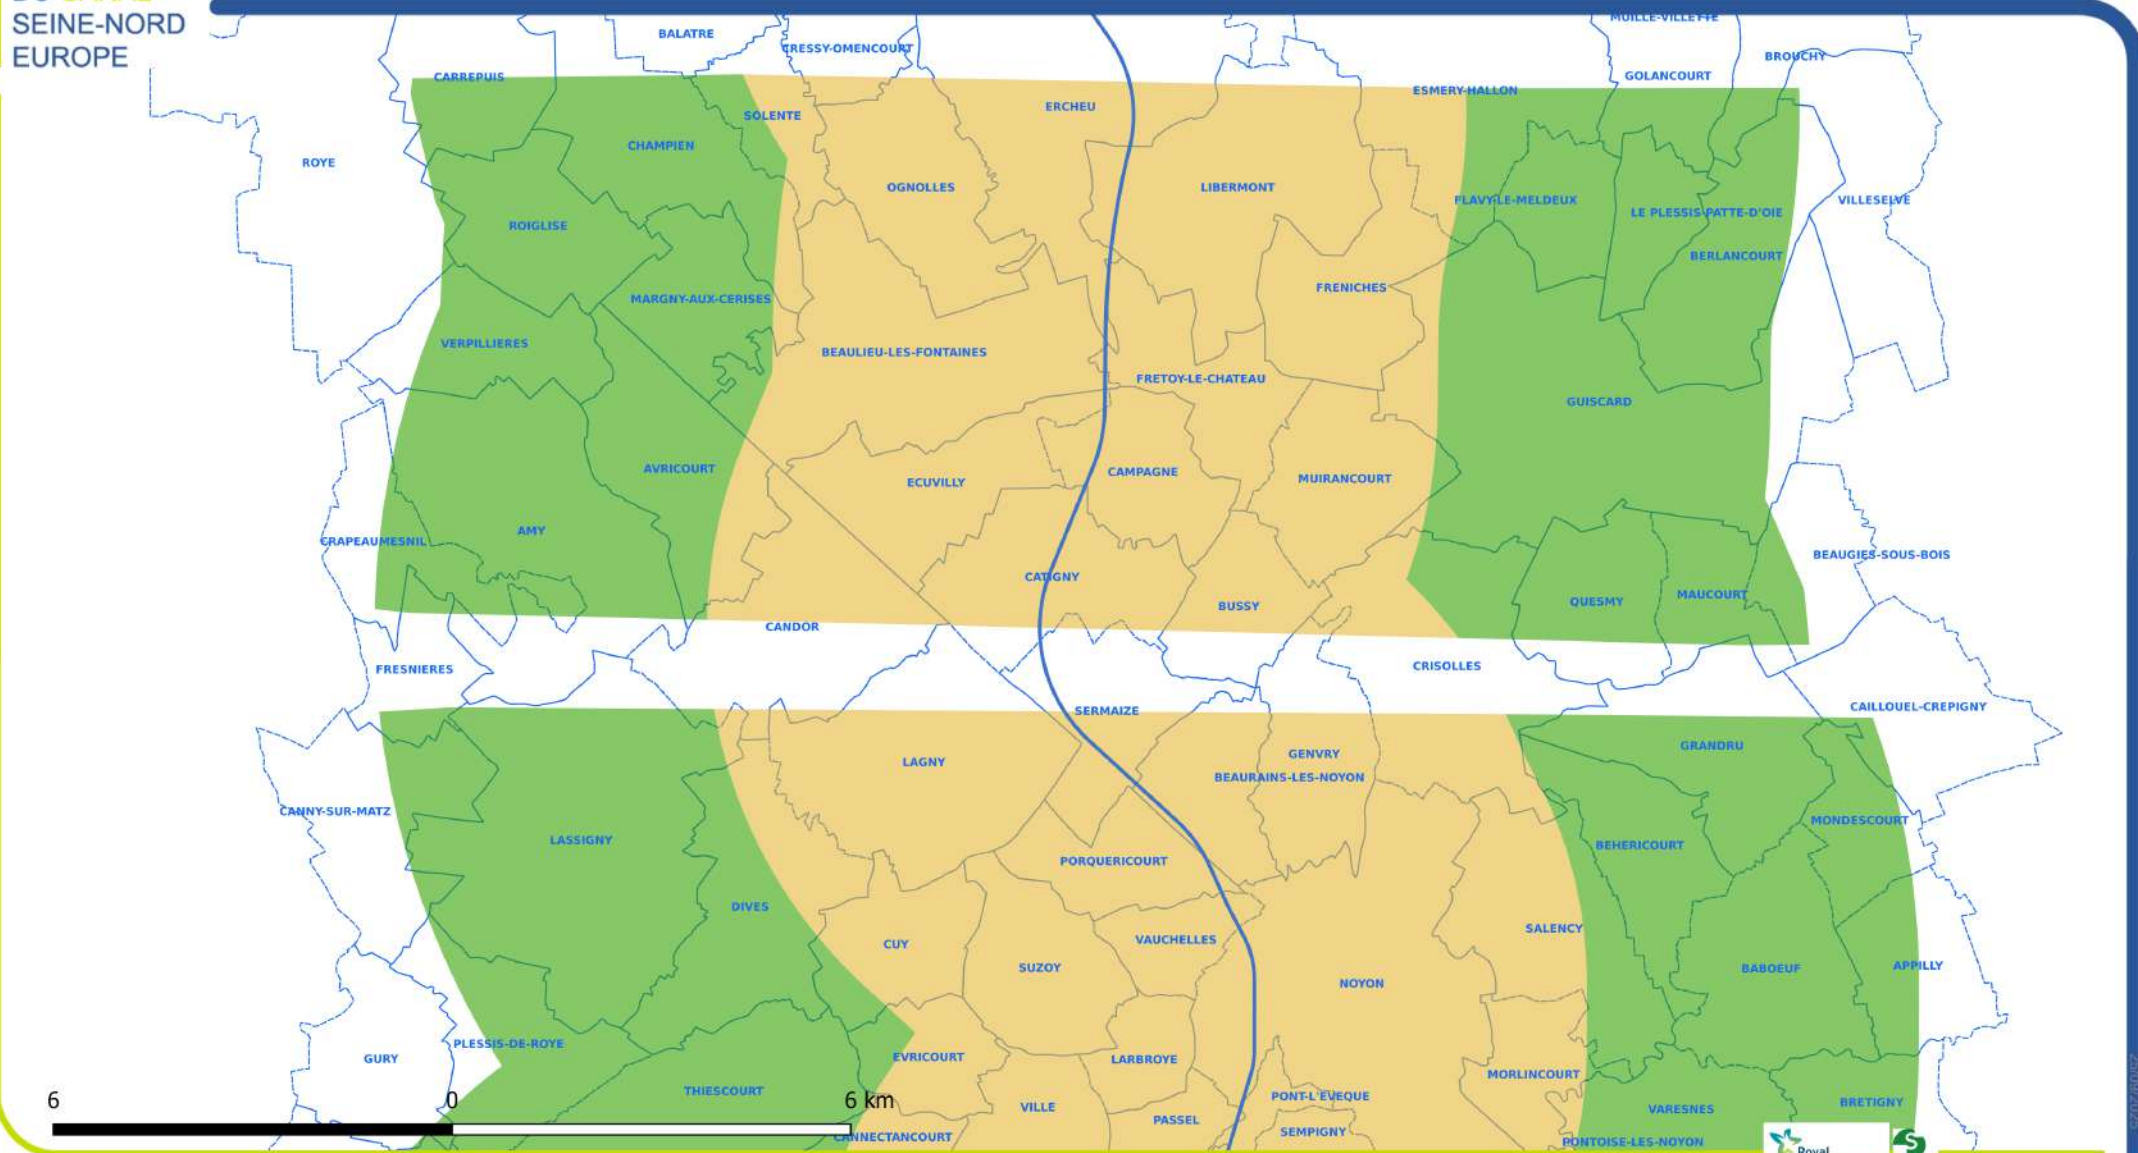 SEINE-NORD
EUROPE
MUILLE-VILLETTE
BALATRE
CRESSY-OMENCOURT
BROUCHY
CARREPUIS
GOLANCOURT
ESMERY-HALLON
ERCHEU
SOLENTE
CHAMPIEN
ROYE
OGNOLLES
LIBERMONT
FLAVY-LE-MELDEUX
VILLESELVE
LE PLESSIS-PATTE-D'OIE
ROIGLISE
BERLANCOURT
FRENICHES
MARGNY-AUX-CERISES
VERPILLIERES
BEAULIEU-LES-FONTAINES
FRETOY-LE-CHATEAU
GUISCARD
AVRICOURT
CAMPAGNE
MUIRANCOURT
ECUVILLY
AMY
CRAPEAUMESNIL
BEAUGIES-SOUS-BOIS
CATIGNY
MAUCOURT
QUESMY
BUSSY
CANDOR
CRISOLLES
FRESNIERES
CAILLOUEL-CREPIGNY
SERMAIZE
GRANDRU
GENVRY
LAGNY
BEAURAINS-LES-NOYON
CANNY-SUR-MATZ
MONDESCOURT
LASSIGNY
BEHERICOURT
PORQUERICOURT
DIVES
SALENCY
VAUCHELLES
CUY
APPILLY
SUZOY
BABOEUF
NOYON
PLESSIS-DE-ROYE
EVRICOURT
GURY
LARBROYE
MORLINCOURT
THIESCOURT
PONT-L'EVEQUE
6 0 6 km
BRETIGNY
VILLE
VARESNES
PASSEL
SEMPIGNY
CANNECTANCOURT
PONTOISE-LES-NOYON
Royal